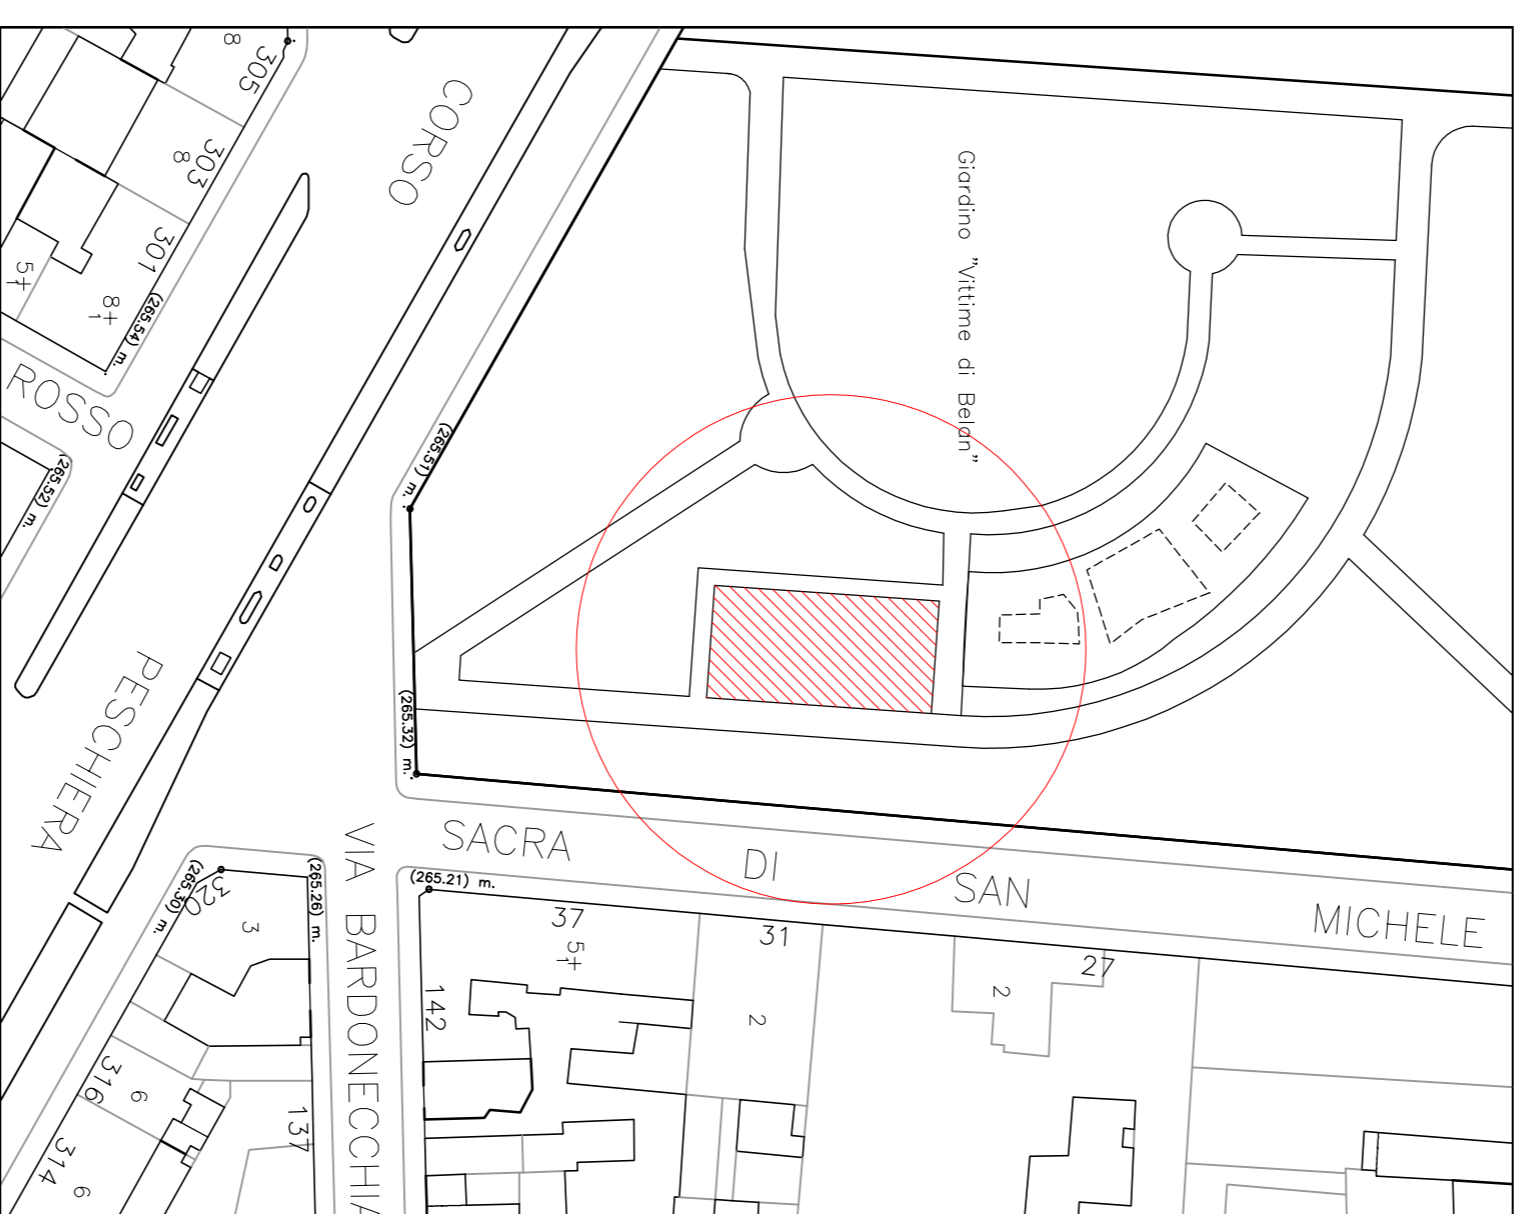 8
305
CORSO
303
8
Giardino "Vittime di Belan"
301
5+1
8+1
(265.54) m.
ROSSO
(265.52) m.
(265.51) m.
PESCHIERA
(265.32) m.
VIA BARDONECCHIA
SACRA DI SAN MICHELE
(265.30) m.
320
(265.26) m.
(265.21) m.
3
37
5+1
31
27
2
2
142
316
6
137
314
6